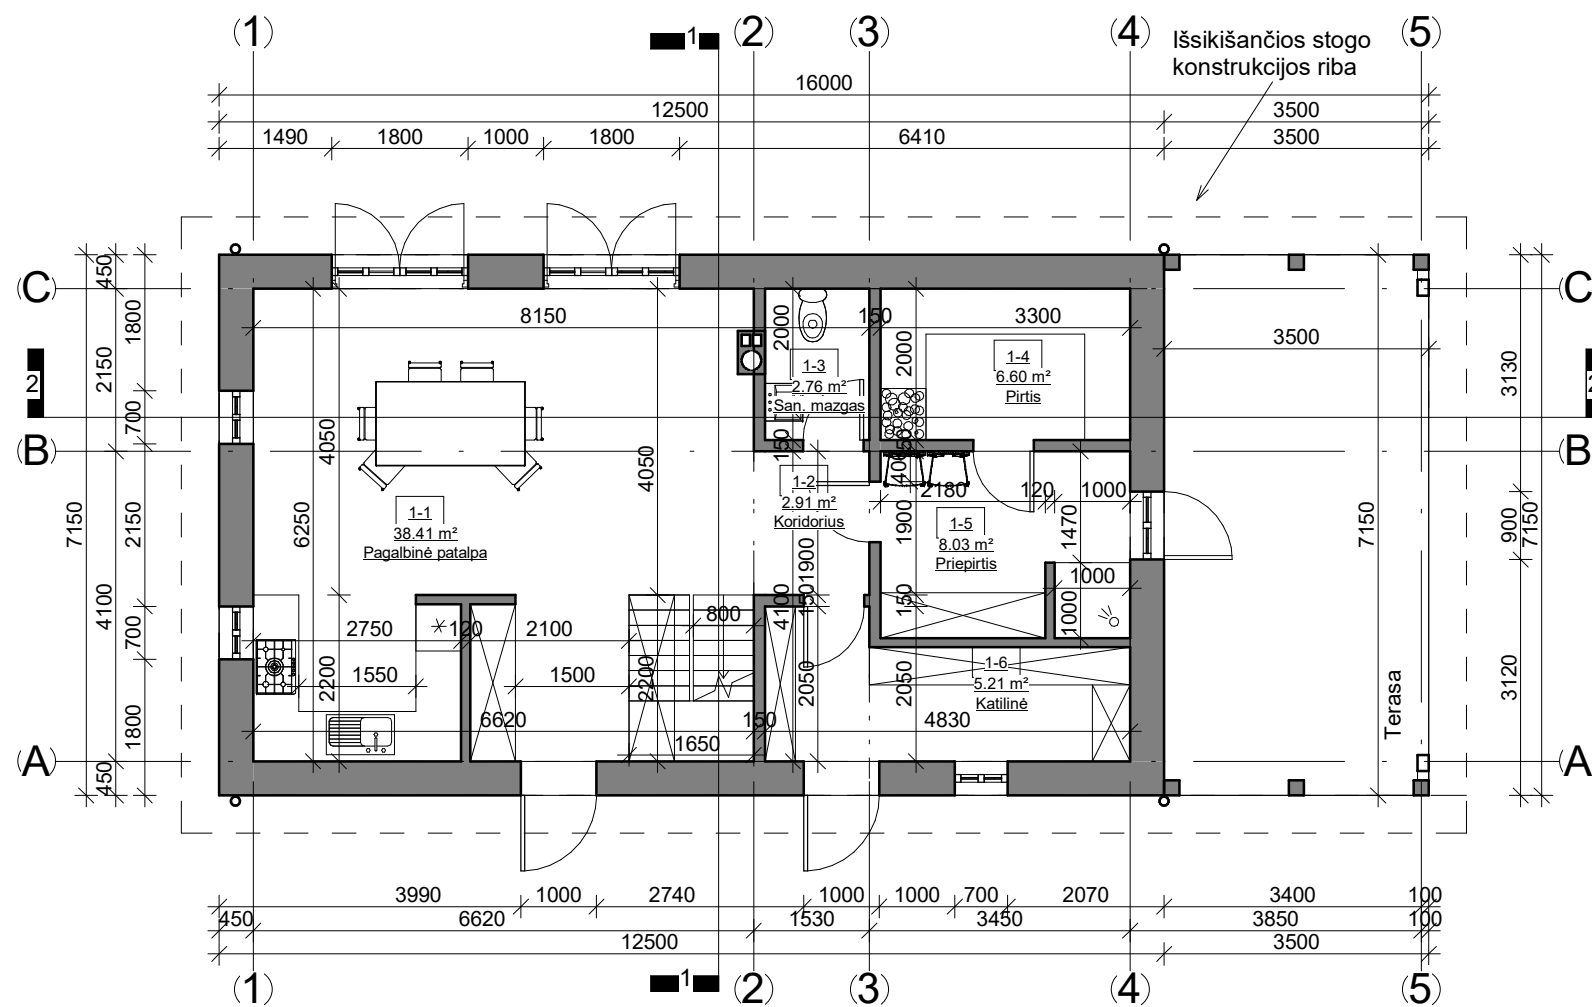 (1) 1 (2) (3) (4) (5)
Išsikišančios stogo
konstrukcijos riba
16000
12500 3500
1490 1800 1000 1800 6410 3500
(C) 450 (C)
1800
2150
700
2150
4100
700
1800
450
7150
2
(B) (B)
(A) (A)
8150 150 3300
3500
2000
2000
1-3
2.76 m²
San. mazgas
1-4
6.60 m²
Pirtis
4050
4050
6250
1-1
38.41 m²
Pagalbinė patalpa
150
1-2
2.91 m²
Koridorius
400
2180 120 1000
1900
1-5
8.03 m²
Priepirtis
1470
1000
1000
1900
150
150
4100
2750 120 2100 800
1550 1500
2200
2200
2050
2050
1-6
5.21 m²
Katilinė
6620 150 4830
1650
7150
Terasa
3130
900
7150
3120
2
3990 1000 2740 1000 1000 700 2070 3400 100
450 6620 1530 3450 3850 100
12500 3500
(1) 1 (2) (3) (4) (5)